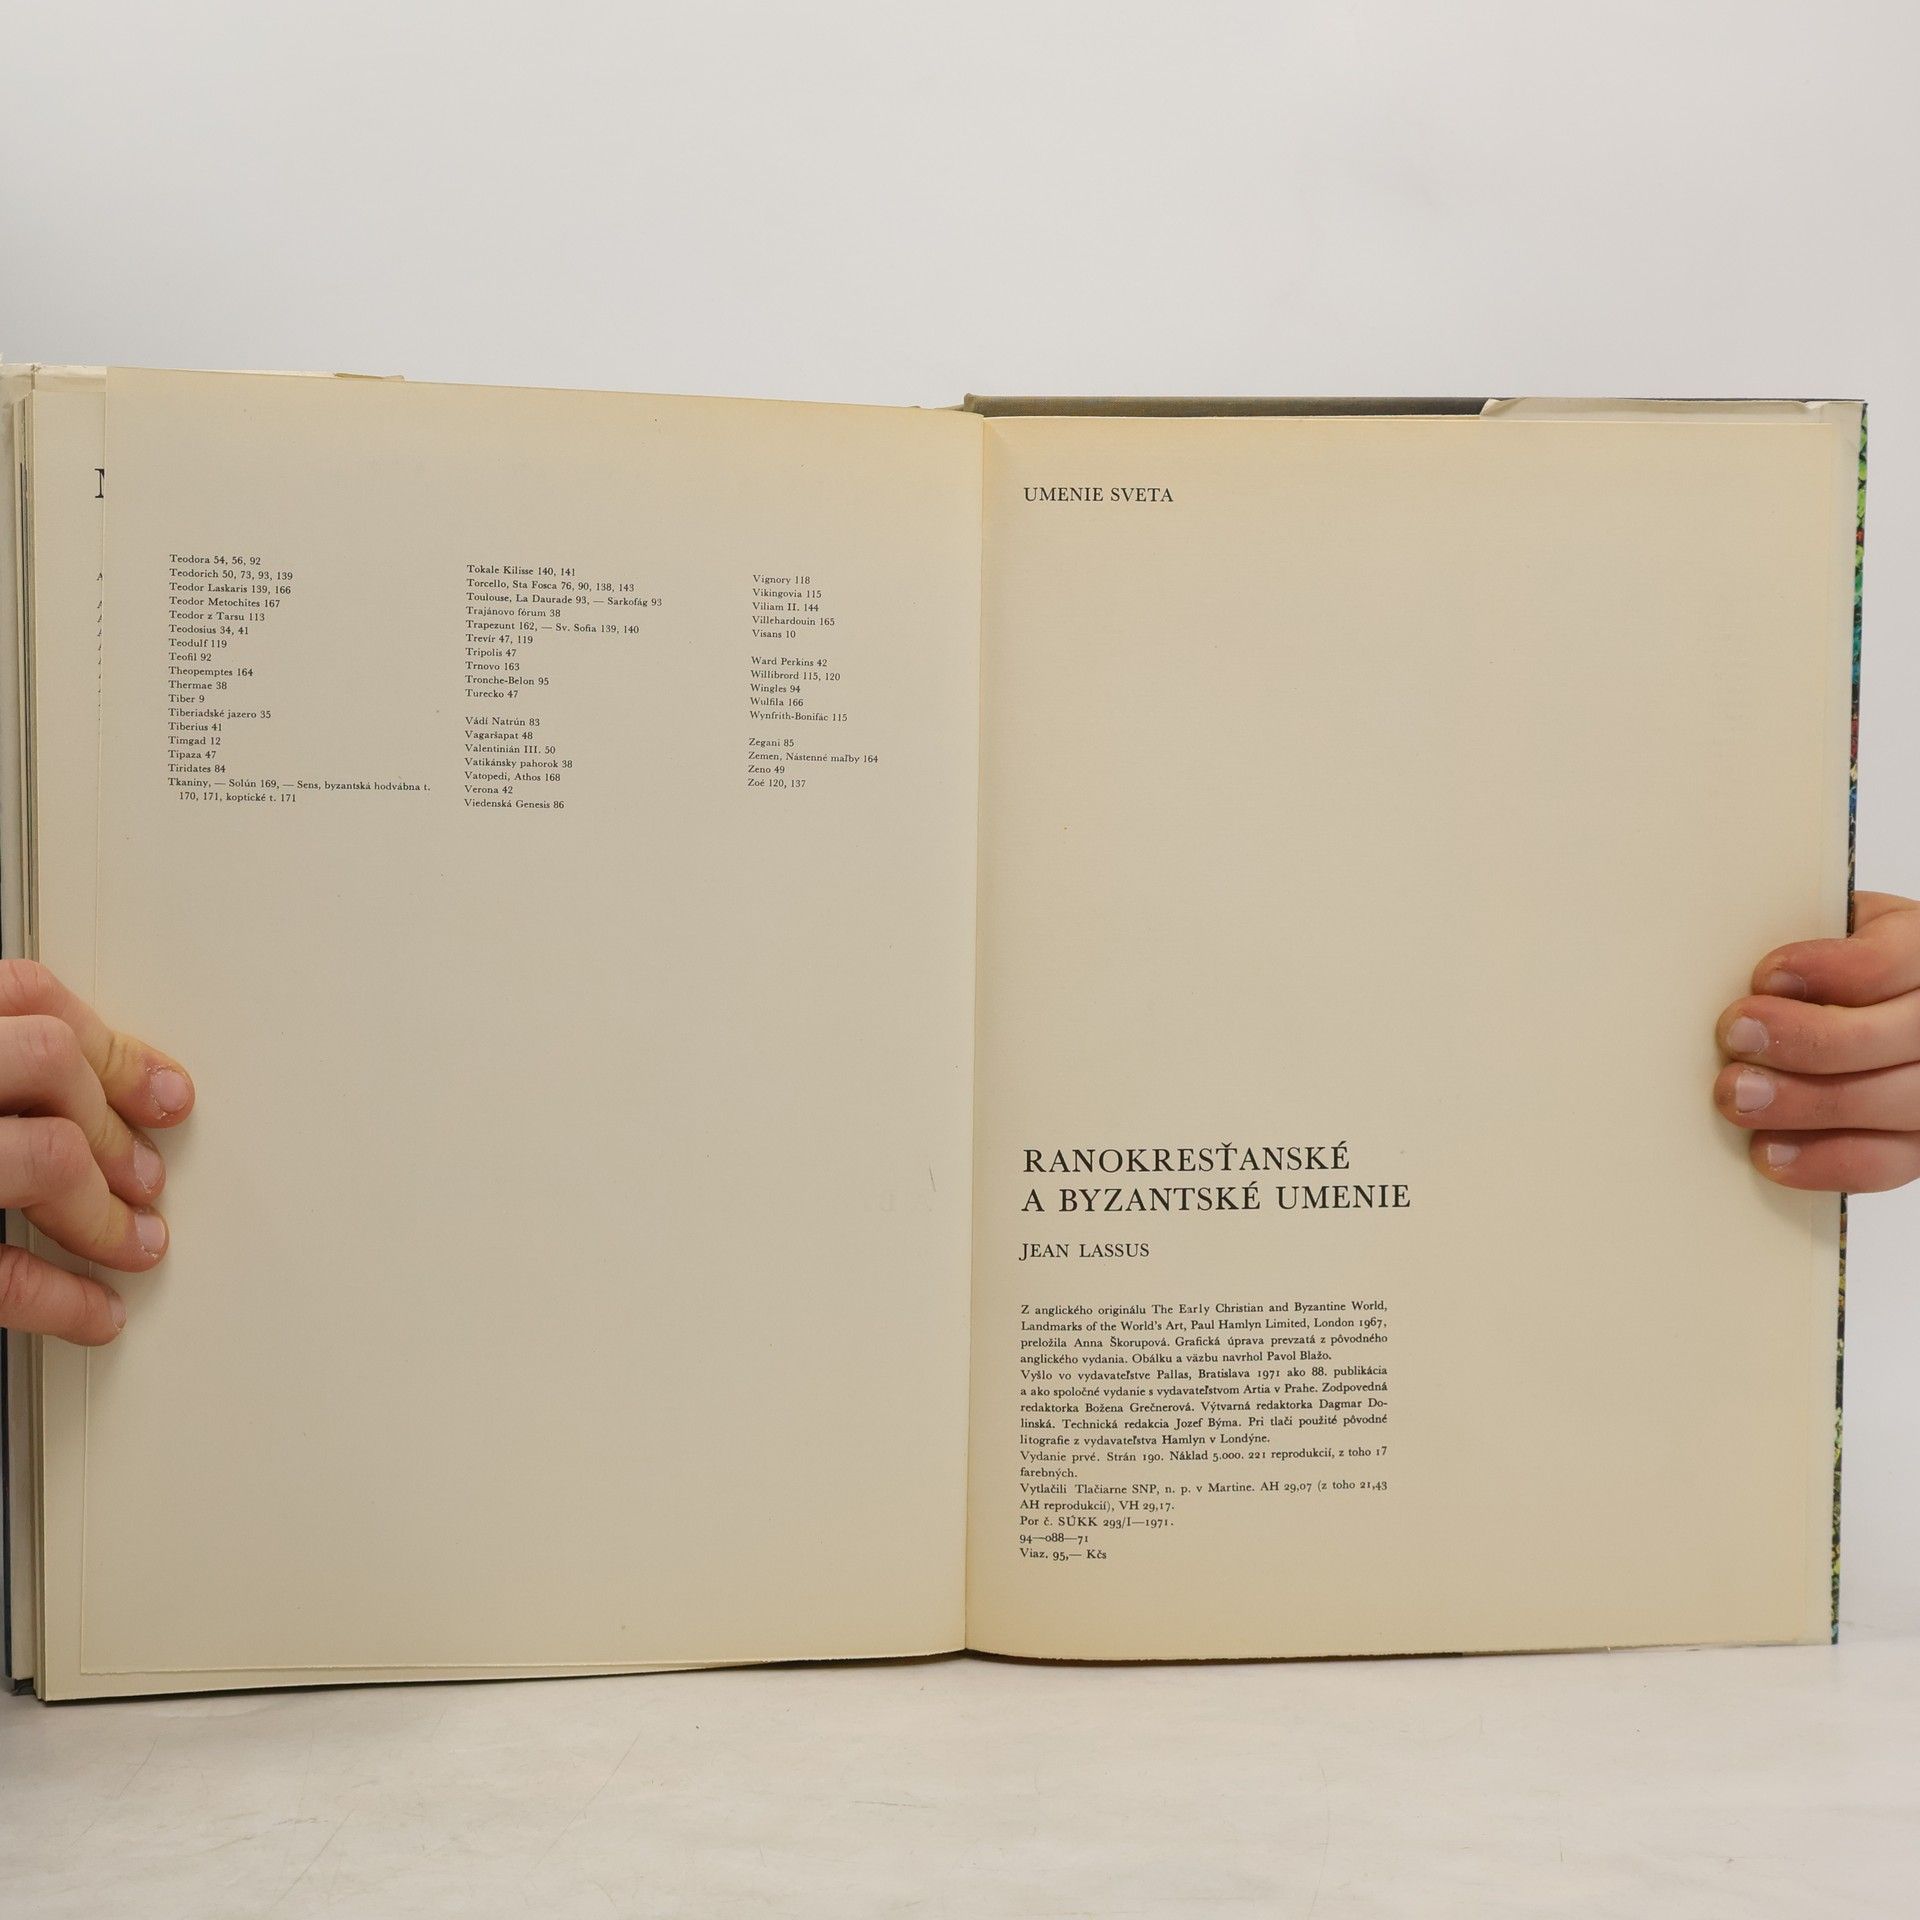 Teodora 54, 56, 92
Teodorich 50, 73, 93, 139
Teodor Laskaris 139, 166
Teodor Metochites 167
Teodor z Tarsu 113
Teodosius 34, 41
Teodulf 119
Teofil 92
Theopemptes 164
Thermae 38
Tiber 9
Tiberiadské jazero 35
Tiberius 41
Timgad 12
Tipaza 47
Tiridates 84
Tkaniny, — Solún 169, — Sens, byzantská hodvábna t.
170, 171, koptické t. 171
Tokale Kilisse 140, 141
Torcello, Sta Fosca 76, 90, 138, 143
Toulouse, La Daurade 93, — Sarkofág 93
Trajánovo fórum 38
Trapezunt 162, — Sv. Sofia 139, 140
Trevír 47, 119
Tripolis 47
Trnovo 163
Tronche-Belon 95
Turecko 47
Vádí Natrún 83
Vagaršapat 48
Valentinián III. 50
Vatikánsky pahorok 38
Vatopedi, Athos 168
Verona 42
Viedenská Genesis 86
Vignory 118
Vikingovia 115
Viliam II. 144
Villehardouin 165
Visans 10
Ward Perkins 42
Willibrord 115, 120
Wingles 94
Wulfila 166
Wynfrith-Bonifác 115
Zegani 85
Zemen, Nástenné maľby 164
Zeno 49
Zoé 120, 137
UMENIE SVETA
RANOKRESŤANSKÉ
A BYZANTSKÉ UMENIE
JEAN LASSUS
Z anglického originálu The Early Christian and Byzantine World,
Landmarks of the World's Art, Paul Hamlyn Limited, London 1967,
preložila Anna Škorupová. Grafická úprava prevzatá z pôvodného
anglického vydania. Obálku a väzbu navrhol Pavol Blažo.
Vyšlo vo vydavateľstve Pallas, Bratislava 1971 ako 88. publikácia
a ako spoločné vydanie s vydavateľstvom Artia v Prahe. Zodpovedná
redaktorka Božena Grečnerová. Výtvarná redaktorka Dagmar Do-
linská. Technická redakcia Jozef Býma. Pri tlači použité pôvodné
litografie z vydavateľstva Hamlyn v Londýne.
Vydanie prvé. Strán 190. Náklad 5.000. 221 reprodukcií, z toho 17
farebných.
Vytlačili Tlačiarne SNP, n. p. v Martine. AH 29,07 (z toho 21,43
AH reprodukcií), VH 29,17.
Por č. SÚKK 293/I—1971.
94—088—71
Viaz. 95,— Kčs